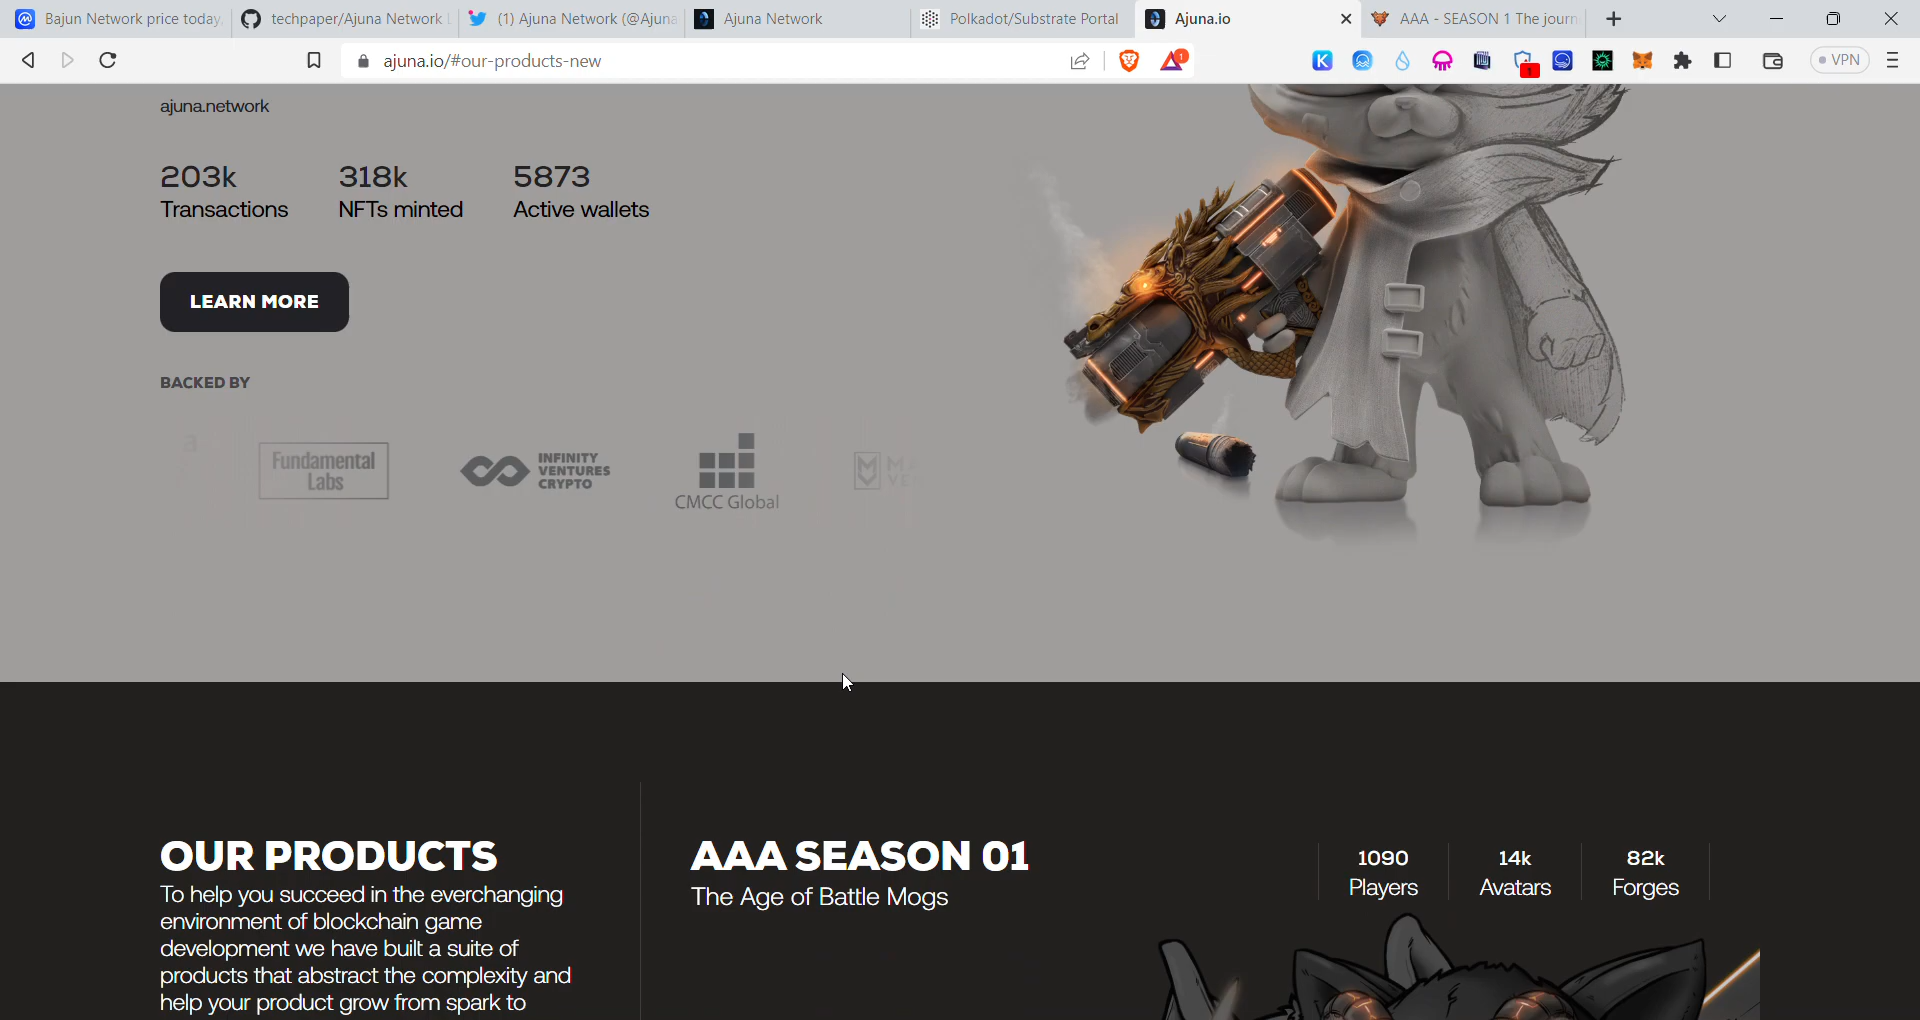 Bajun Network price today,
techpaper/Ajuna Network
(1) Ajuna Network (@Ajuna
Ajuna Network
Polkadot/Substrate Portal
Ajuna.io
AAA - SEASON 1 The journ
ajuna.io/#our-products-new
1
K
1
VPN
ajuna.network
203k
318k
5873
Transactions
NFTs minted
Active wallets
LEARN MORE
BACKED BY
Fundamental
Labs
INFINITY
VENTURES
CRYPTO
CMCC Global
OUR PRODUCTS
To help you succeed in the everchanging
environment of blockchain game
development we have built a suite of
products that abstract the complexity and
help your product grow from spark to
AAA SEASON 01
The Age of Battle Mogs
1090
14k
82k
Players
Avatars
Forges